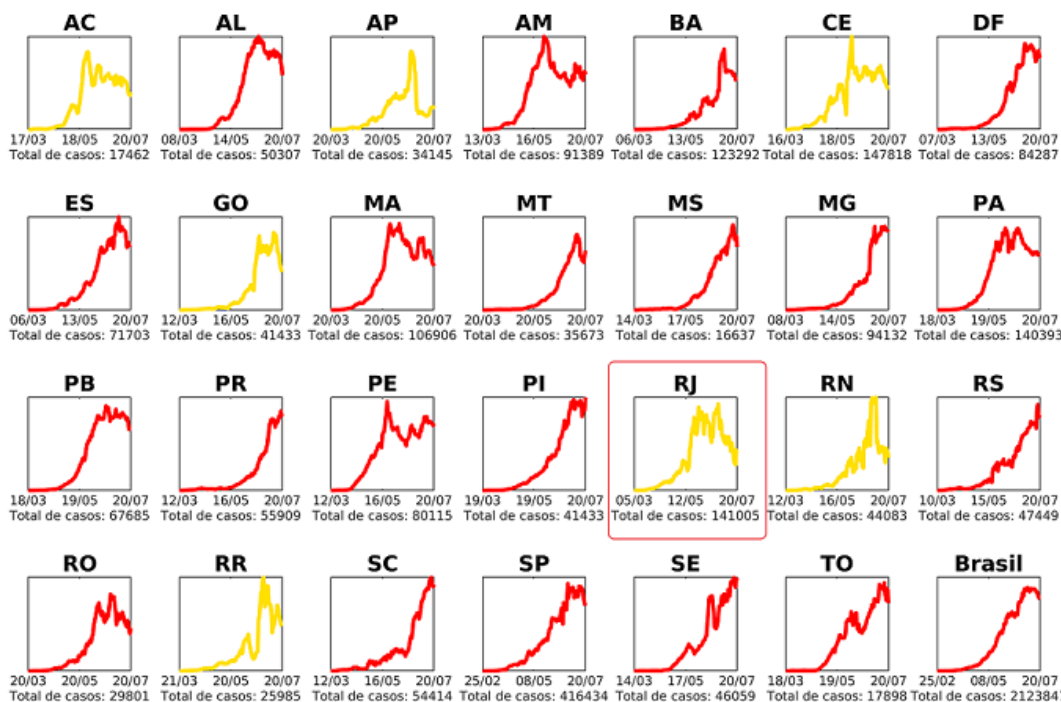 AC AL AP AM BA CE DF
17/03 18/05 20/07 08/03 14/05 20/07 20/03 20/05 20/07 13/03 16/05 20/07 06/03 13/05 20/07 16/03 18/05 20/07 07/03 13/05 20/07
Total de casos: 17462 Total de casos: 50307 Total de casos: 34145 Total de casos: 91389 Total de casos: 123292 Total de casos: 147818 Total de casos: 84287
ES GO MA MT MS MG PA
06/03 13/05 20/07 12/03 16/05 20/07 20/03 20/05 20/07 20/03 20/05 20/07 14/03 17/05 20/07 08/03 14/05 20/07 18/03 19/05 20/07
Total de casos: 71703 Total de casos: 41433 Total de casos: 106906 Total de casos: 35673 Total de casos: 16637 Total de casos: 94132 Total de casos: 140393
PB PR PE PI RJ RN RS
18/03 19/05 20/07 12/03 16/05 20/07 12/03 16/05 20/07 19/03 19/05 20/07 05/03 12/05 20/07 12/03 16/05 20/07 10/03 15/05 20/07
Total de casos: 67685 Total de casos: 55909 Total de casos: 80115 Total de casos: 41433 Total de casos: 141005 Total de casos: 44083 Total de casos: 47449
RO RR SC SP SE TO Brasil
20/03 20/05 20/07 21/03 20/05 20/07 12/03 16/05 20/07 25/02 08/05 20/07 14/03 17/05 20/07 18/03 19/05 20/07 25/02 08/05 20/07
Total de casos: 29801 Total de casos: 25985 Total de casos: 54414 Total de casos: 416434 Total de casos: 46059 Total de casos: 17898 Total de casos: 212384